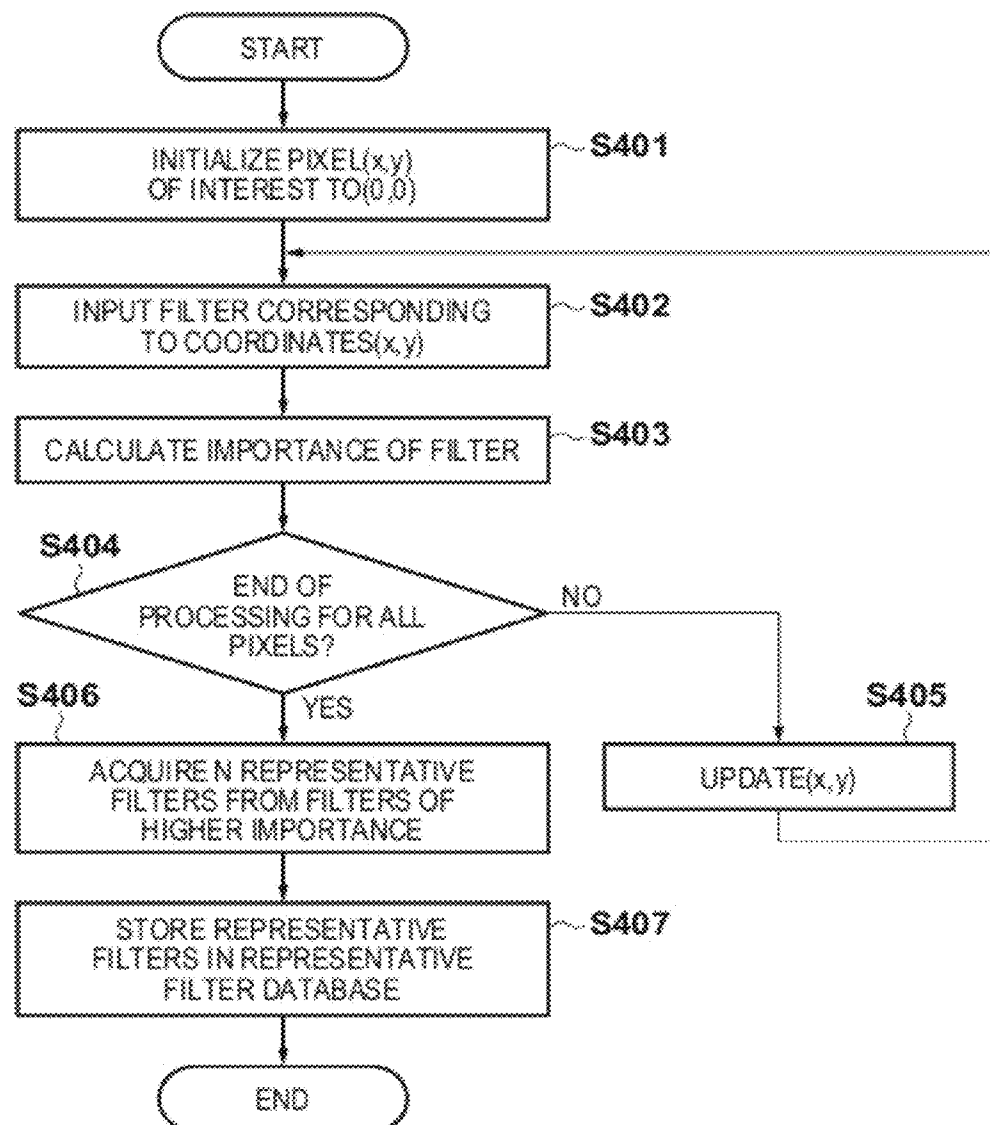 START
INITIALIZE PIXEL(x,y)
OF INTEREST TO(0,0)
S401
INPUT FILTER CORRESPONDING
TO COORDINATES(x,y)
S402
CALCULATE IMPORTANCE OF FILTER
S403
S404
END OF
PROCESSING FOR ALL
PIXELS?
NO
YES
S405
UPDATE(x,y)
S406
ACQUIRE N REPRESENTATIVE
FILTERS FROM FILTERS OF
HIGHER IMPORTANCE
STORE REPRESENTATIVE
FILTERS IN REPRESENTATIVE
FILTER DATABASE
S407
END